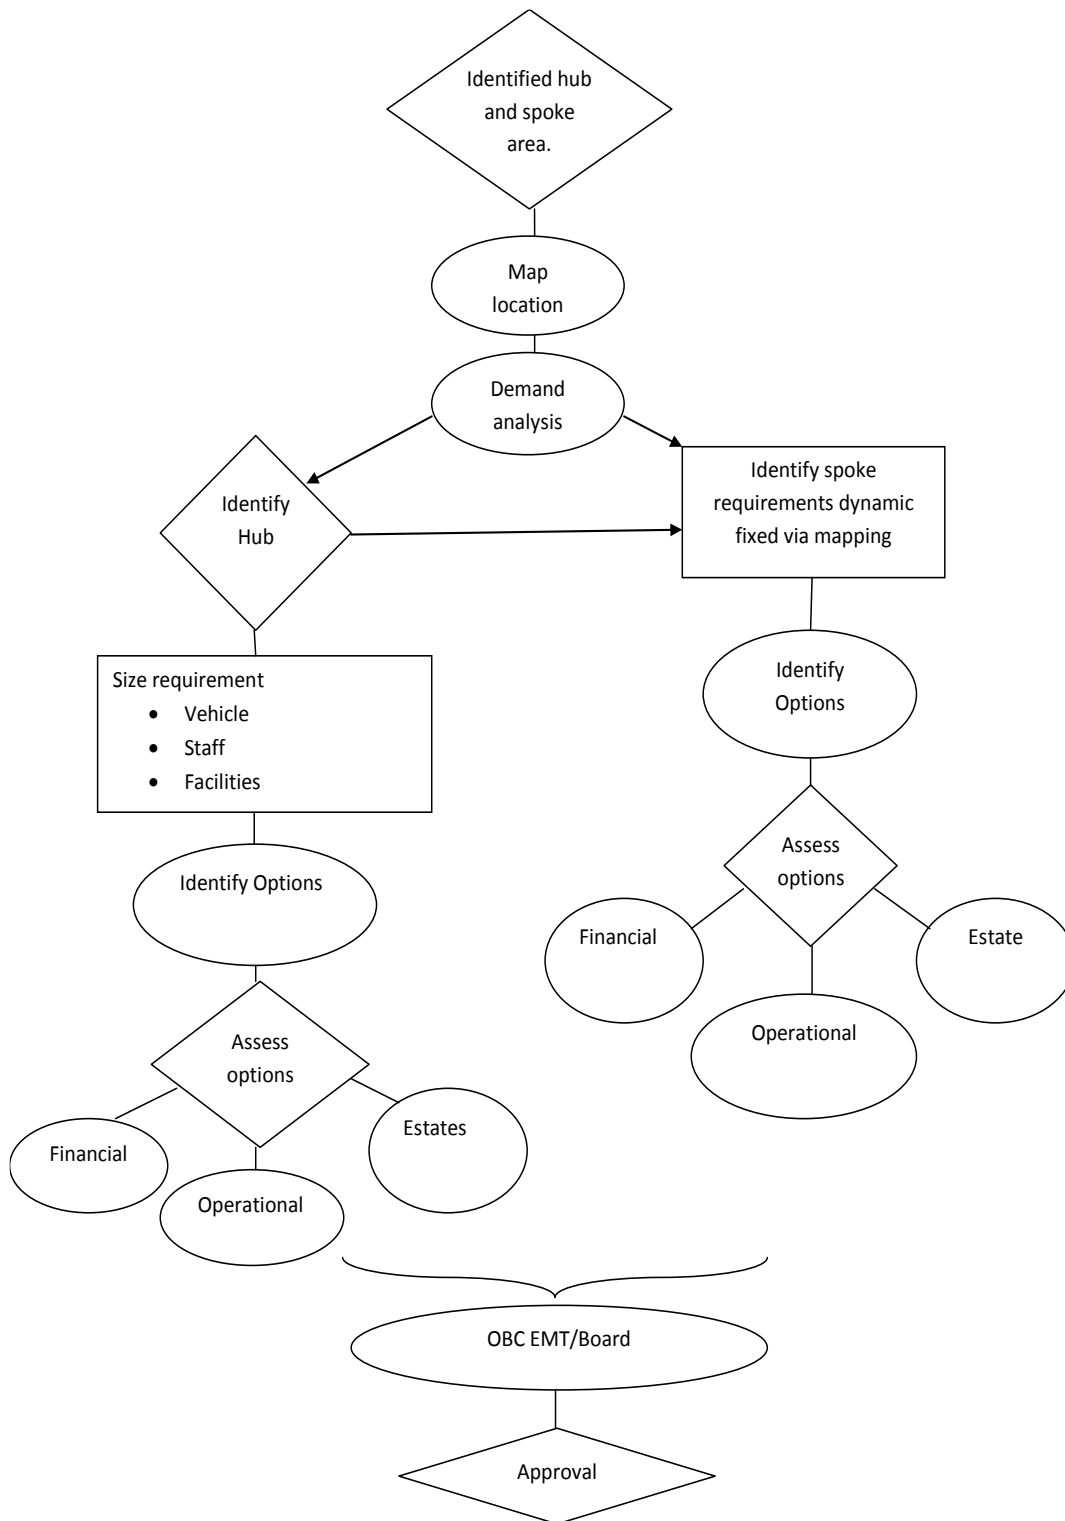 Identified hub
and spoke
area.
Map
location
Demand
analysis
Identify
Hub
Identify spoke
requirements dynamic
fixed via mapping
Size requirement
• Vehicle
• Staff
• Facilities
Identify
Options
Identify Options
Assess
options
Financial
Estate
Operational
Assess
options
Financial
Estates
Operational
OBC EMT/Board
Approval